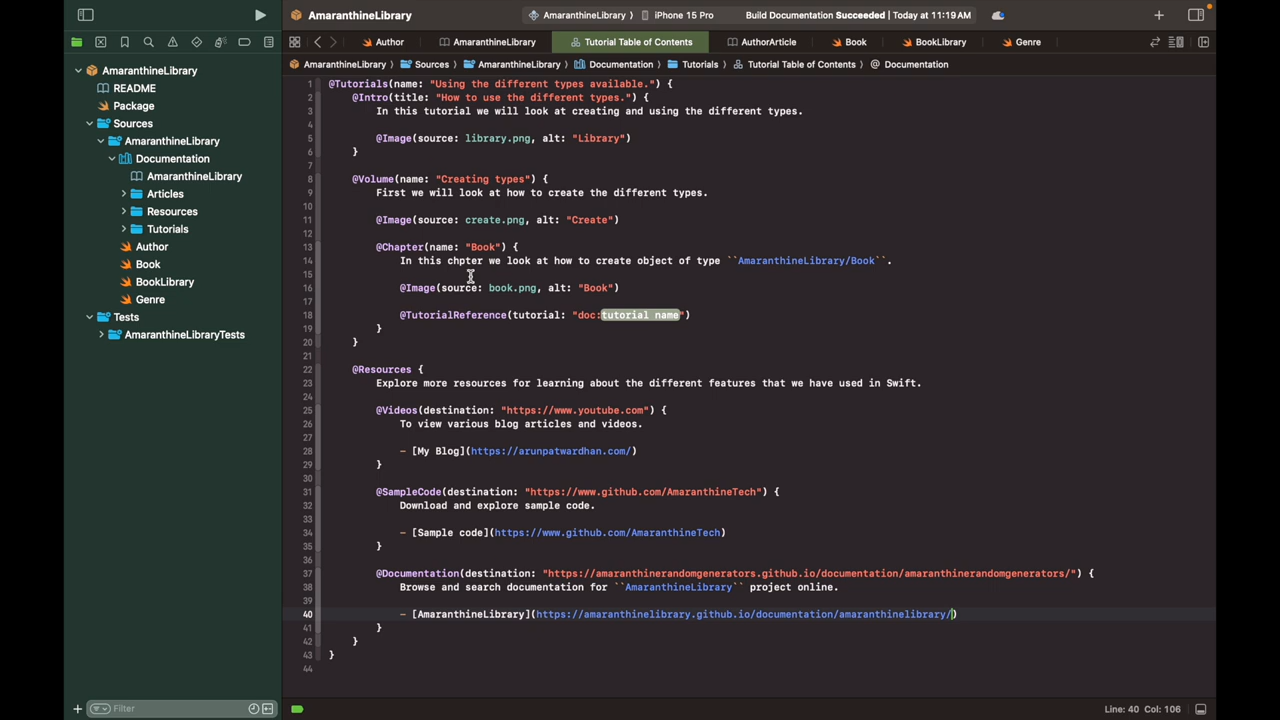 AmaranthineLibrary
AmaranthineLibrary 〉 iPhone 15 Pro
Build Documentation Succeeded | Today at 11:19 AM
Author
AmaranthineLibrary
Tutorial Table of Contents
AuthorArticle
Book
BookLibrary
Genre
AmaranthineLibrary 〉 Sources 〉 AmaranthineLibrary 〉 Documentation 〉 Tutorials 〉 Tutorial Table of Contents 〉 @ Documentation
AmaranthineLibrary
README
Package
Sources
AmaranthineLibrary
Documentation
AmaranthineLibrary
Articles
Resources
Tutorials
Author
Book
BookLibrary
Genre
Tests
AmaranthineLibraryTests
Filter
1 @Tutorials(name: "Using the different types available.") {
2 @Intro(title: "How to use the different types.") {
3 In this tutorial we will look at creating and using the different types.
4
5 @Image(source: library.png, alt: "Library")
6 }
7
8 @Volume(name: "Creating types") {
9 First we will look at how to create the different types.
10
11 @Image(source: create.png, alt: "Create")
12
13 @Chapter(name: "Book") {
14 In this chpter we look at how to create object of type ``AmaranthineLibrary/Book``.
15
16 @Image(source: book.png, alt: "Book")
17
18 @TutorialReference(tutorial: "doc:tutorial name")
19 }
20 }
21
22 @Resources {
23 Explore more resources for learning about the different features that we have used in Swift.
24
25 @Videos(destination: "https://www.youtube.com") {
26 To view various blog articles and videos.
27
28 - [My Blog](https://arunpatwardhan.com/)
29 }
30
31 @SampleCode(destination: "https://www.github.com/AmaranthineTech") {
32 Download and explore sample code.
33
34 - [Sample code](https://www.github.com/AmaranthineTech)
35 }
36
37 @Documentation(destination: "https://amaranthinerandomgenerators.github.io/documentation/amaranthinerandomgenerators/") {
38 Browse and search documentation for ``AmaranthineLibrary`` project online.
39
40 - [AmaranthineLibrary](https://amaranthinelibrary.github.io/documentation/amaranthinelibrary/)
41 }
42 }
43 }
44
Line: 40 Col: 106